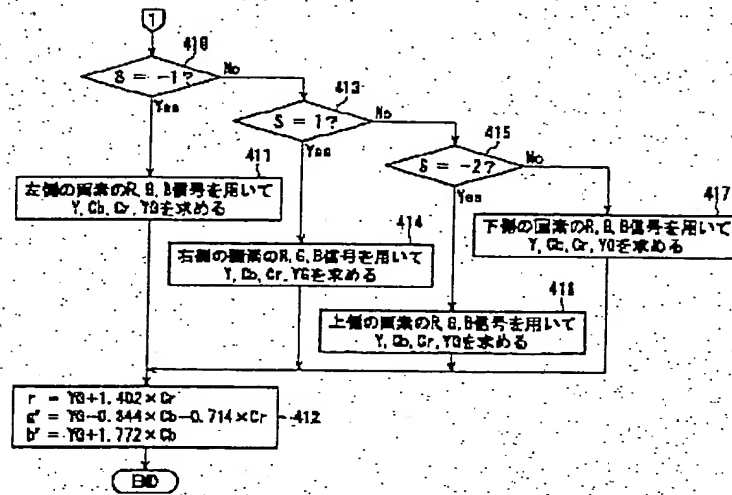 1
410
S = -1?
No
Yes
413
S = 1?
No
Yes
415
S = -2?
No
Yes
411
左側の画素のR, G, B信号を用いて
Y, Cb, Cr, YGを求める
414
右側の画素のR, G, B信号を用いて
Y, Cb, Cr, YGを求める
417
下側の画素のR, G, B信号を用いて
Y, Cb, Cr, YGを求める
416
上側の画素のR, G, B信号を用いて
Y, Cb, Cr, YGを求める
r = YG+1.402×Cr
g' = YG-0.344×Cb-0.714×Cr
b' = YG+1.772×Cb
412
END